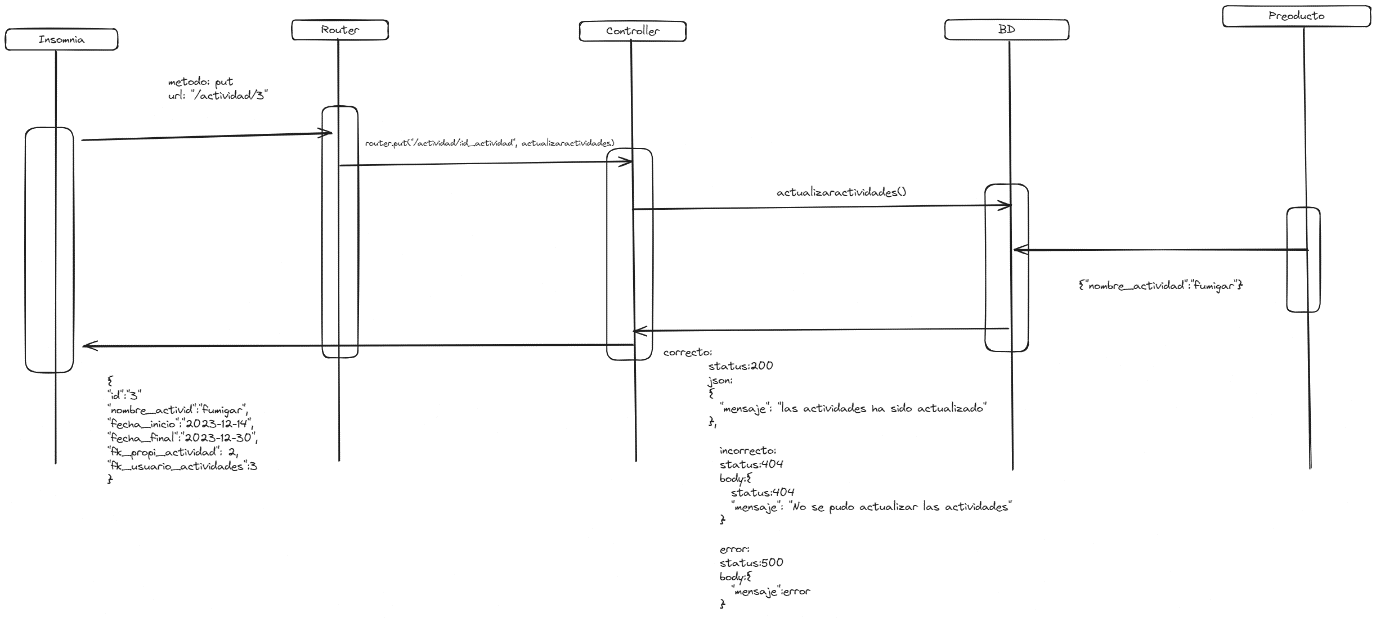 Insomnia
Router
Controller
BD
Preoducto
metodo: put
url: "/actividad/3"
router.put("/actividad/:id_actividad", actualizaractividades)
actualizaractividades()
{"nombre_actividad":"fumigar"}
{
"id":"3"
"nombre_activid":"fumigar",
"fecha_inicio":"2023-12-14",
"fecha_final":"2023-12-30",
"fk_propi_actividad": 2,
"fk_usuario_actividades":3
}
correcto:
status:200
json:
{
"mensaje": "las actividades ha sido actualizado"
},
incorrecto:
status:404
body:{
status:404
"mensaje": "No se pudo actualizar las actividades"
}
error:
status:500
body:{
"mensaje":error
}